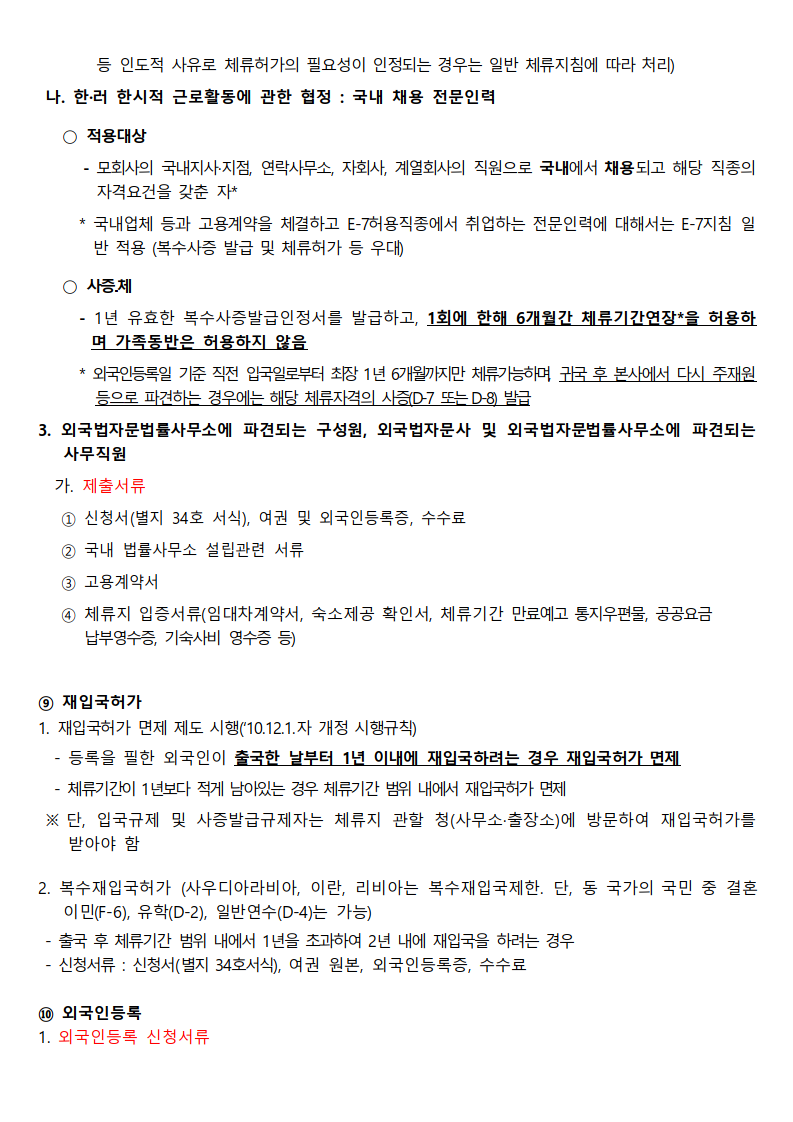 등 인도적 사유로 체류허가의 필요성이 인정되는 경우는 일반 체류지침에 따라 처리)
나. 한·러 한시적 근로활동에 관한 협정 : 국내 채용 전문인력
○ 적용대상
- 모회사의 국내지사·지점, 연락사무소, 자회사, 계열회사의 직원으로 국내에서 채용되고 해당 직종의
자격요건을 갖춘 자*
* 국내업체 등과 고용계약을 체결하고 E-7허용직종에서 취업하는 전문인력에 대해서는 E-7지침 일
반 적용 (복수사증 발급 및 체류허가 등 우대)
○ 사증.체
- 1년 유효한 복수사증발급인정서를 발급하고, 1회에 한해 6개월간 체류기간연장*을 허용하
며 가족동반은 허용하지 않음
* 외국인등록일 기준 직전 입국일로부터 최장 1년 6개월까지만 체류가능하며, 귀국 후 본사에서 다시 주재원
등으로 파견하는 경우에는 해당 체류자격의 사증(D-7 또는 D-8) 발급
3. 외국법자문법률사무소에 파견되는 구성원, 외국법자문사 및 외국법자문법률사무소에 파견되는
사무직원
가. 제출서류
① 신청서(별지 34호 서식), 여권 및 외국인등록증, 수수료
② 국내 법률사무소 설립관련 서류
③ 고용계약서
④ 체류지 입증서류(임대차계약서, 숙소제공 확인서, 체류기간 만료예고 통지우편물, 공공요금
납부영수증, 기숙사비 영수증 등)
⑨ 재입국허가
1. 재입국허가 면제 제도 시행('10.12.1.자 개정 시행규칙)
- 등록을 필한 외국인이 출국한 날부터 1년 이내에 재입국하려는 경우 재입국허가 면제
- 체류기간이 1년보다 적게 남아있는 경우 체류기간 범위 내에서 재입국허가 면제
※ 단, 입국규제 및 사증발급규제자는 체류지 관할 청(사무소·출장소)에 방문하여 재입국허가를
받아야 함
2. 복수재입국허가 (사우디아라비아, 이란, 리비아는 복수재입국제한. 단, 동 국가의 국민 중 결혼
이민(F-6), 유학(D-2), 일반연수(D-4)는 가능)
- 출국 후 체류기간 범위 내에서 1년을 초과하여 2년 내에 재입국을 하려는 경우
- 신청서류 : 신청서(별지 34호서식), 여권 원본, 외국인등록증, 수수료
⑩ 외국인등록
1. 외국인등록 신청서류